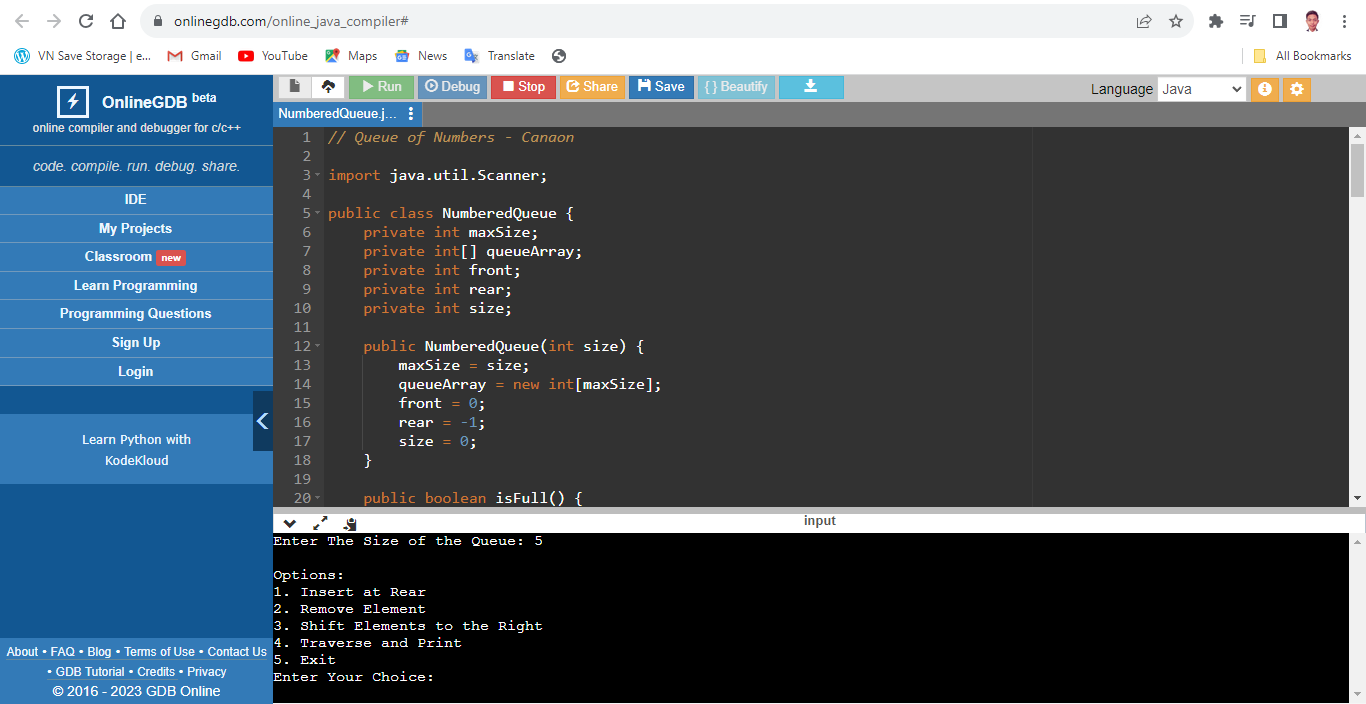 onlinegdb.com/online_java_compiler#
VN Save Storage | e... Gmail YouTube Maps News Translate All Bookmarks
OnlineGDB beta
online compiler and debugger for c/c++
code. compile. run. debug. share.
IDE
My Projects
Classroom new
Learn Programming
Programming Questions
Sign Up
Login
Learn Python with
KodeKloud
About • FAQ • Blog • Terms of Use • Contact Us
• GDB Tutorial • Credits • Privacy
© 2016 - 2023 GDB Online
Run Debug Stop Share Save { } Beautify Language Java
NumberedQueue.j...
1 // Queue of Numbers - Canaon
2
3 import java.util.Scanner;
4
5 public class NumberedQueue {
6 private int maxSize;
7 private int[] queueArray;
8 private int front;
9 private int rear;
10 private int size;
11
12 public NumberedQueue(int size) {
13 maxSize = size;
14 queueArray = new int[maxSize];
15 front = 0;
16 rear = -1;
17 size = 0;
18 }
19
20 public boolean isFull() {
input
Enter The Size of the Queue: 5
Options:
1. Insert at Rear
2. Remove Element
3. Shift Elements to the Right
4. Traverse and Print
5. Exit
Enter Your Choice: